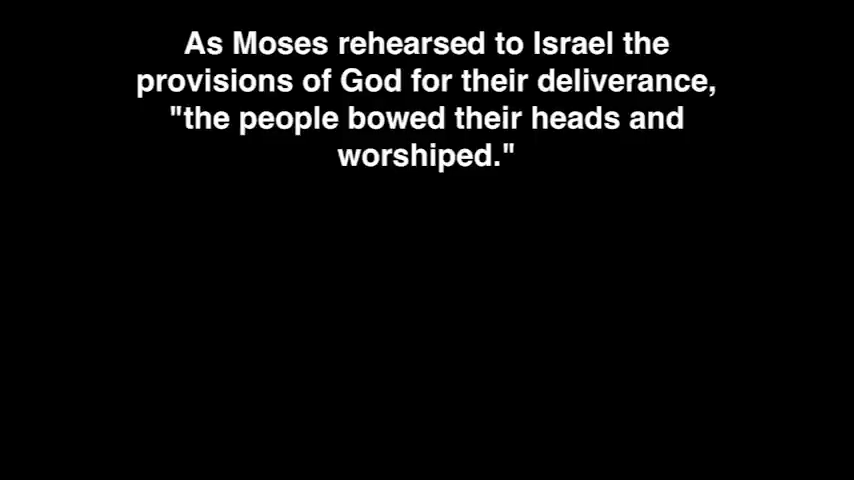 As Moses rehearsed to Israel the
provisions of God for their deliverance,
"the people bowed their heads and
worshiped."